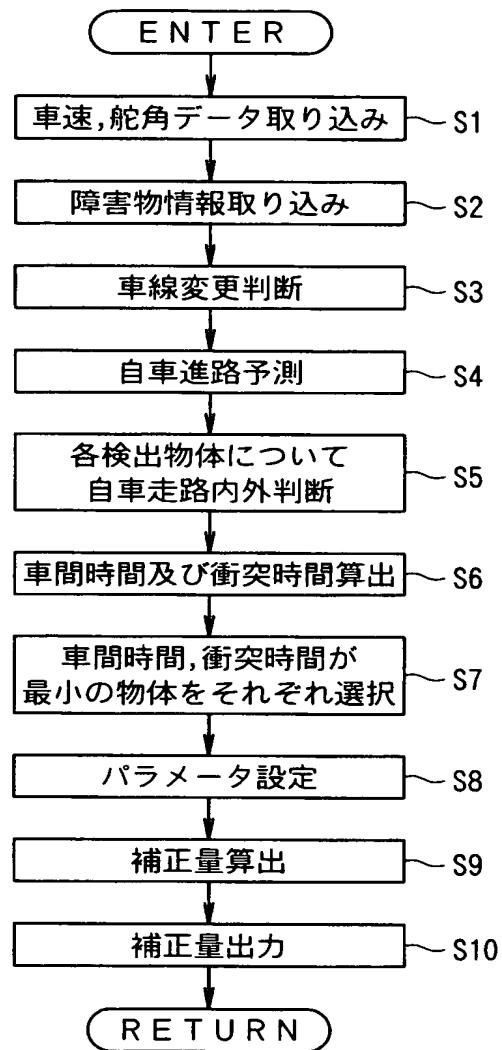 ENTER
車速,舵角データ取り込み S1
障害物情報取り込み S2
車線変更判断 S3
自車進路予測 S4
各検出物体について
自車走路内外判断 S5
車間時間及び衝突時間算出 S6
車間時間,衝突時間が
最小の物体をそれぞれ選択 S7
パラメータ設定 S8
補正量算出 S9
補正量出力 S10
RETURN